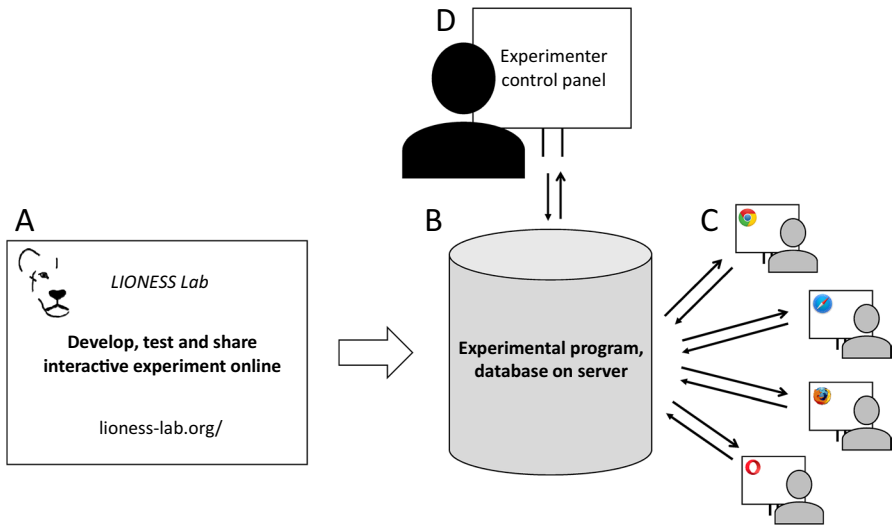 D
Experimenter
control panel
A
LIONESS Lab
Develop, test and share
interactive experiment online
lioness-lab.org/
B
Experimental program,
database on server
C